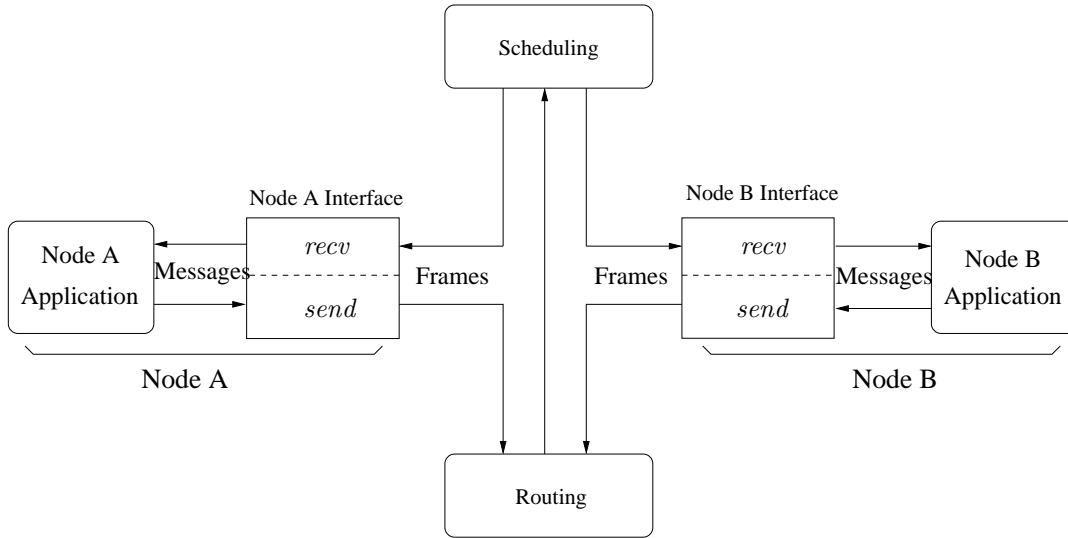 Scheduling
Node A Interface
Node B Interface
Node A
Application
Messages
recv
send
Frames
Frames
recv
send
Messages
Node B
Application
Node A
Node B
Routing